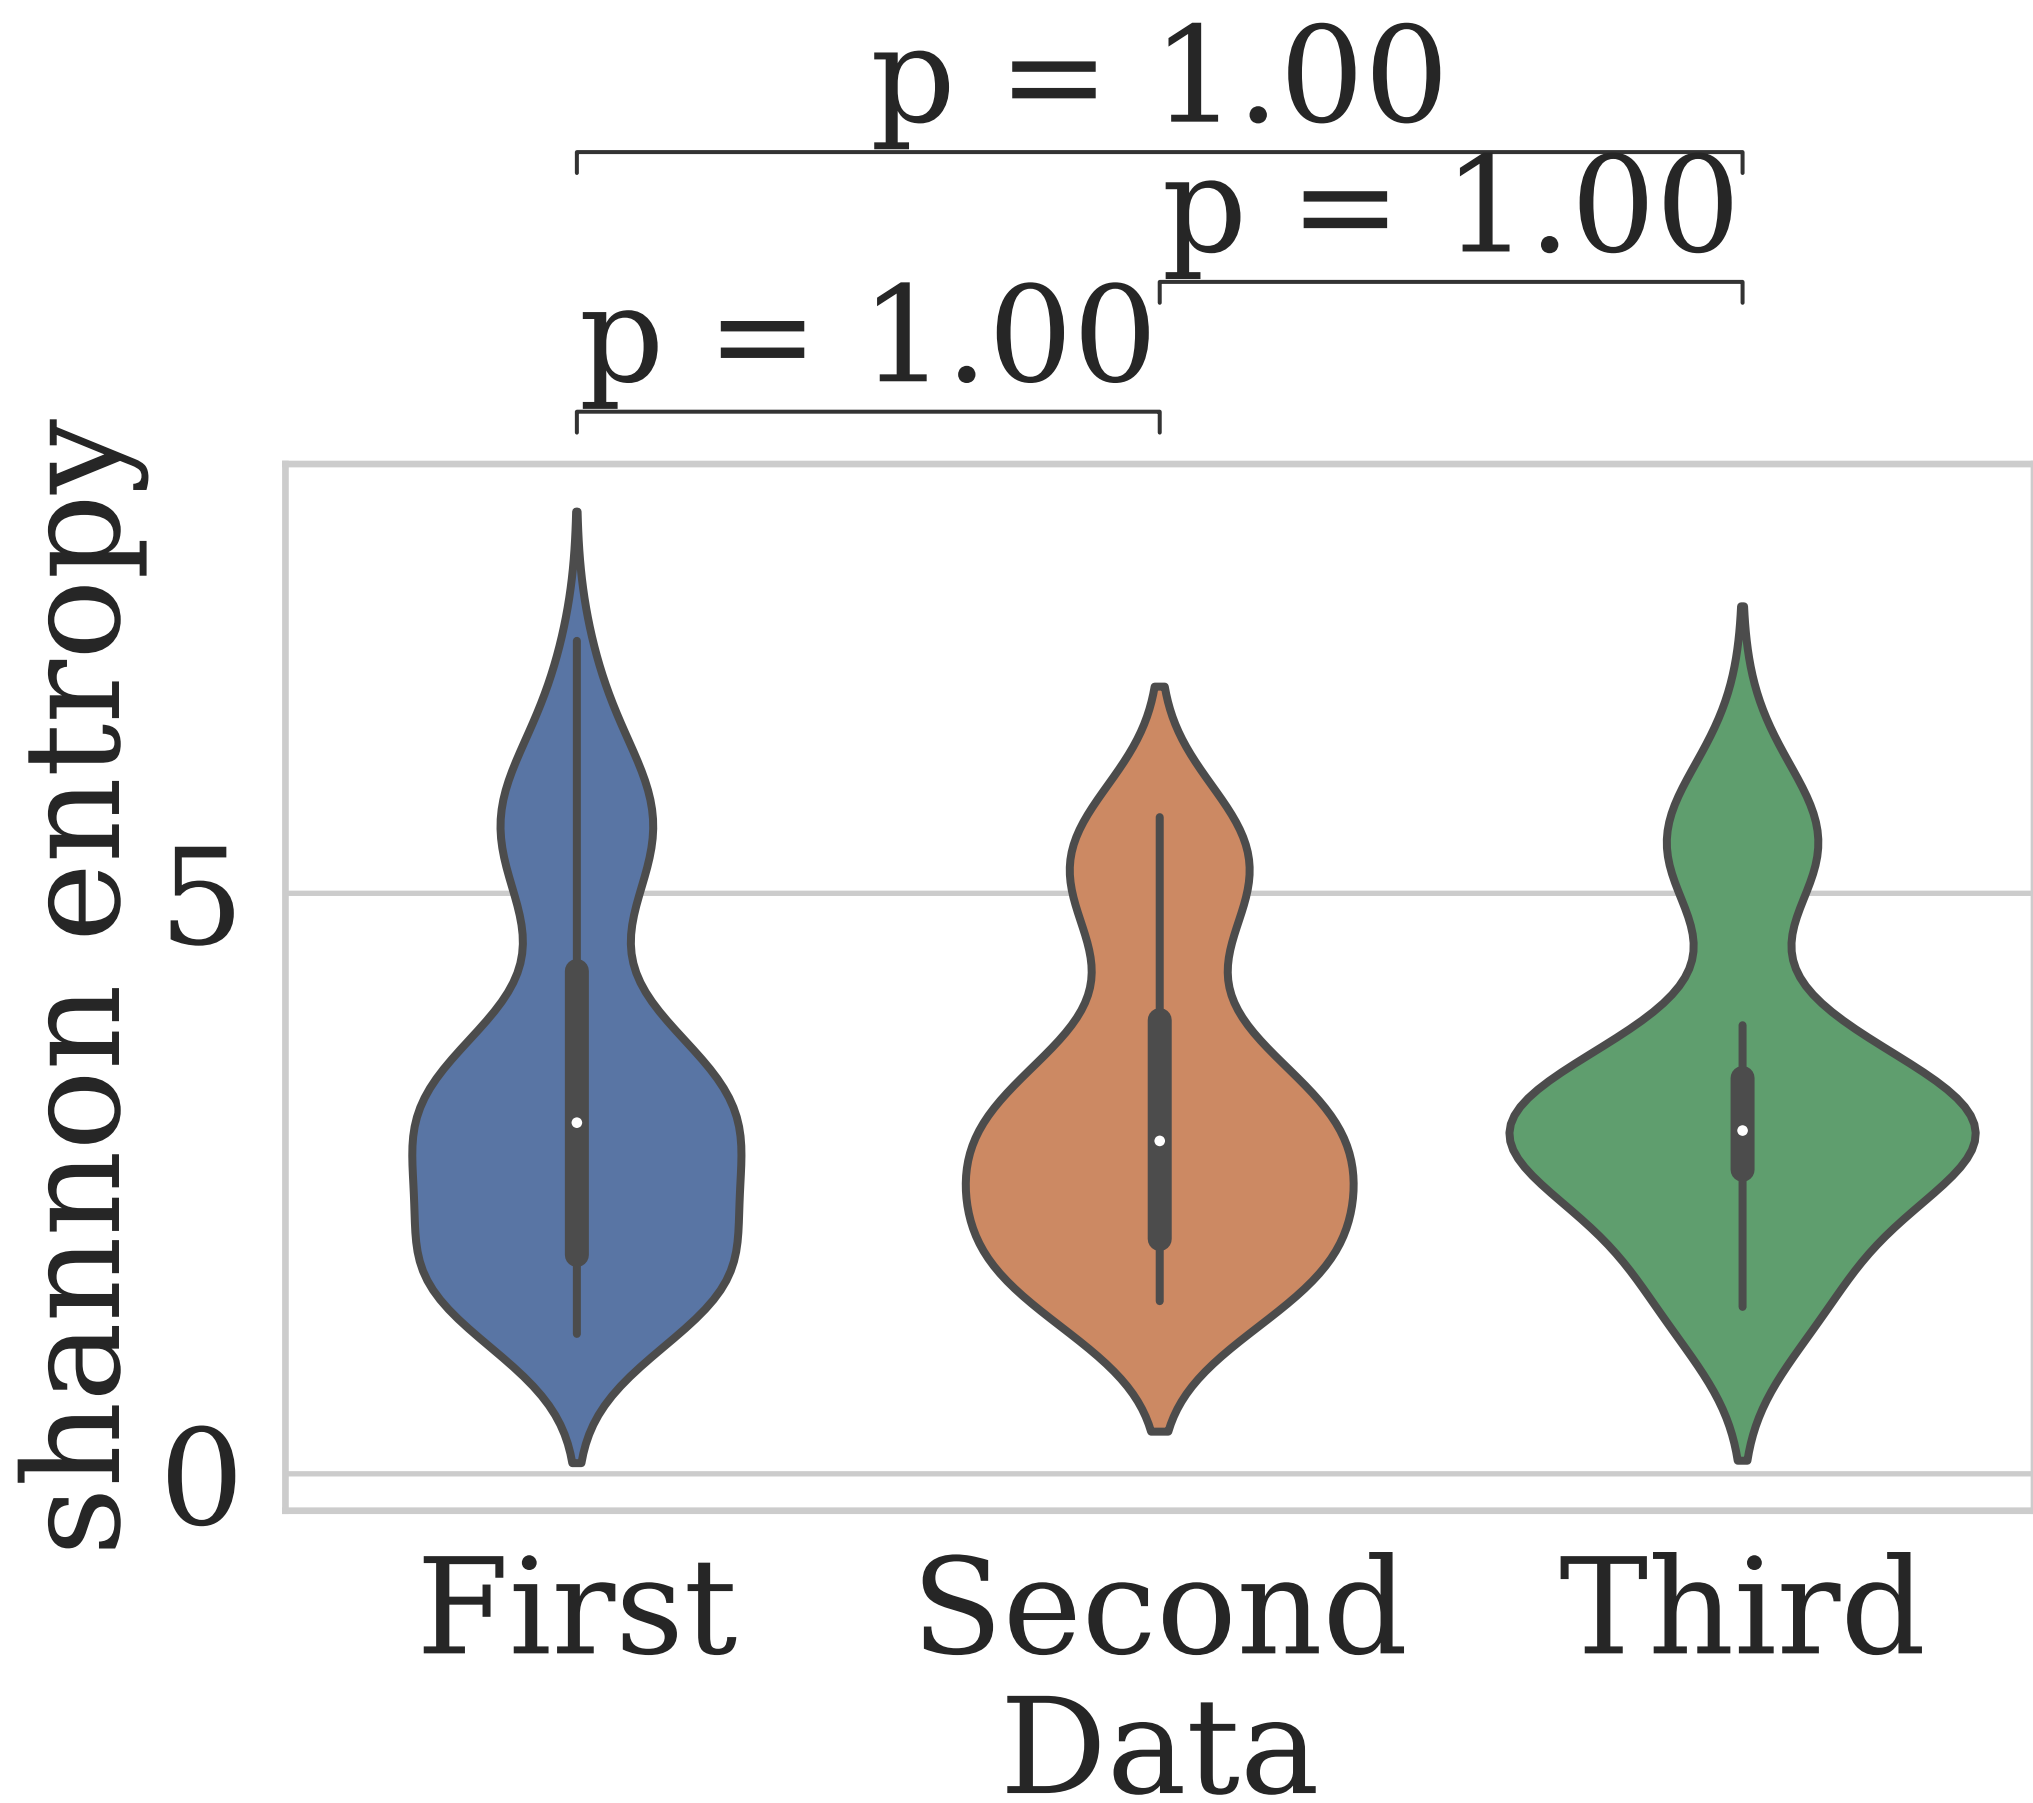 p = 1.00
p = 1.00
p = 1.00
shannon entropy
5
0
First Second Third
Data